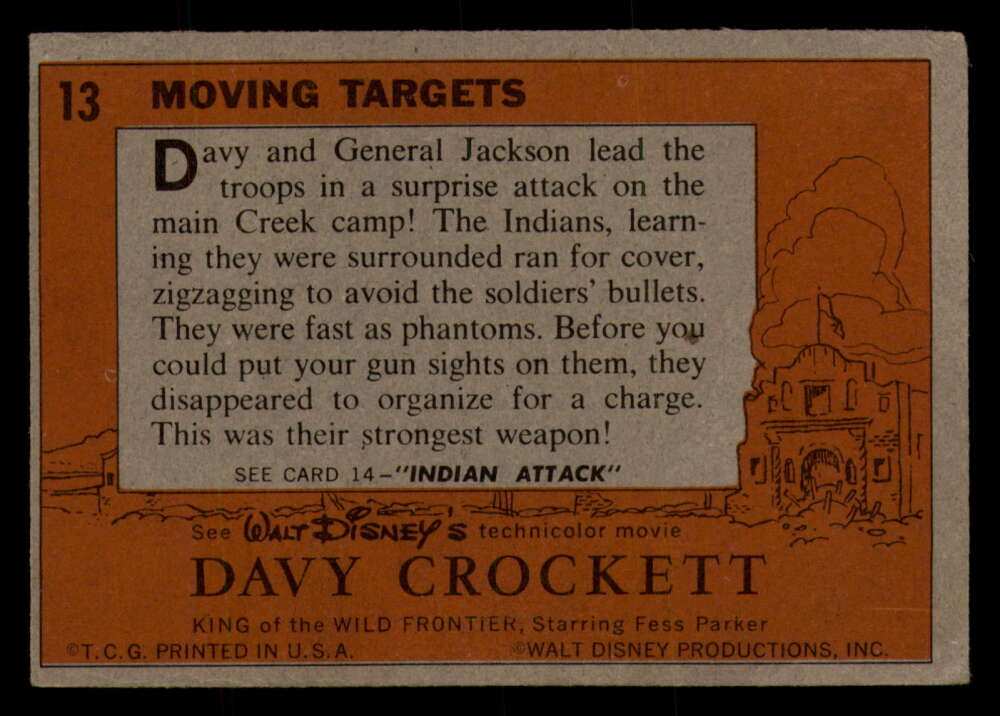 13 MOVING TARGETS
Davy and General Jackson lead the
troops in a surprise attack on the
main Creek camp! The Indians, learn-
ing they were surrounded ran for cover,
zigzagging to avoid the soldiers' bullets.
They were fast as phantoms. Before you
could put your gun sights on them, they
disappeared to organize for a charge.
This was their strongest weapon!
SEE CARD 14–"INDIAN ATTACK"
See WALT DISNEY'S technicolor movie
DAVY CROCKETT
KING of the WILD FRONTIER, Starring Fess Parker
©T.C.G. PRINTED IN U.S.A. ©WALT DISNEY PRODUCTIONS, INC.